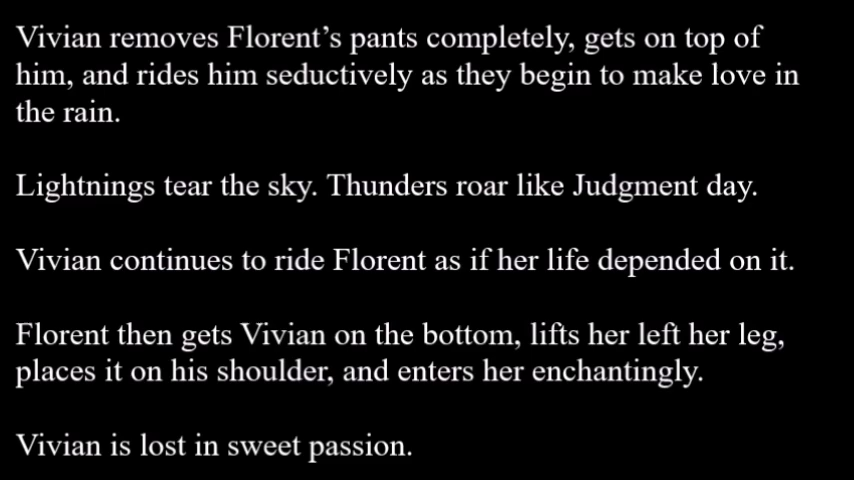 Vivian removes Florent’s pants completely, gets on top of
him, and rides him seductively as they begin to make love in
the rain.
Lightnings tear the sky. Thunders roar like Judgment day.
Vivian continues to ride Florent as if her life depended on it.
Florent then gets Vivian on the bottom, lifts her left her leg,
places it on his shoulder, and enters her enchantingly.
Vivian is lost in sweet passion.